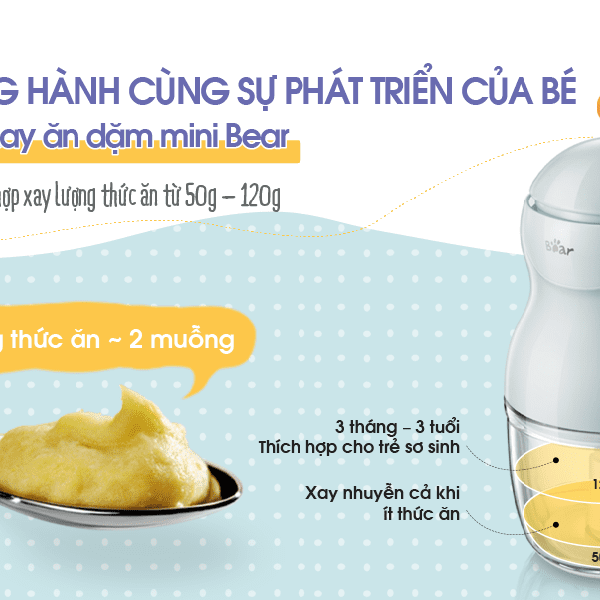 G HÀNH CÙNG SỰ PHÁT TRIỂN CỦA BÉ
ay ăn dặm mini Bear
hợp xay lượng thức ăn từ 50g – 120g
Bear
g thức ăn ~ 2 muỗng
3 tháng – 3 tuổi
Thích hợp cho trẻ sơ sinh
Xay nhuyễn cả khi
ít thức ăn